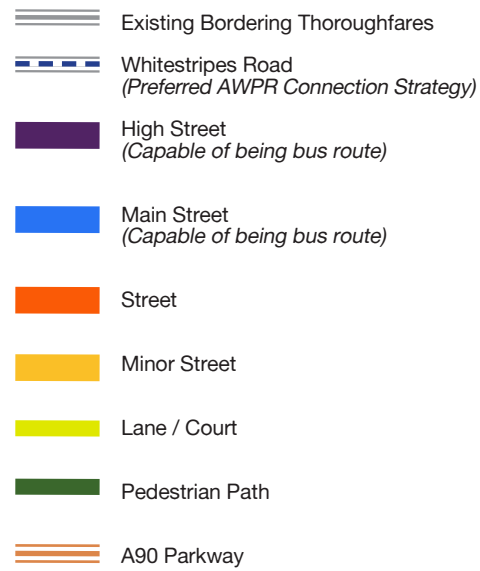 Existing Bordering Thoroughfares
Whitestripes Road
(Preferred AWPR Connection Strategy)
High Street
(Capable of being bus route)
Main Street
(Capable of being bus route)
Street
Minor Street
Lane / Court
Pedestrian Path
A90 Parkway